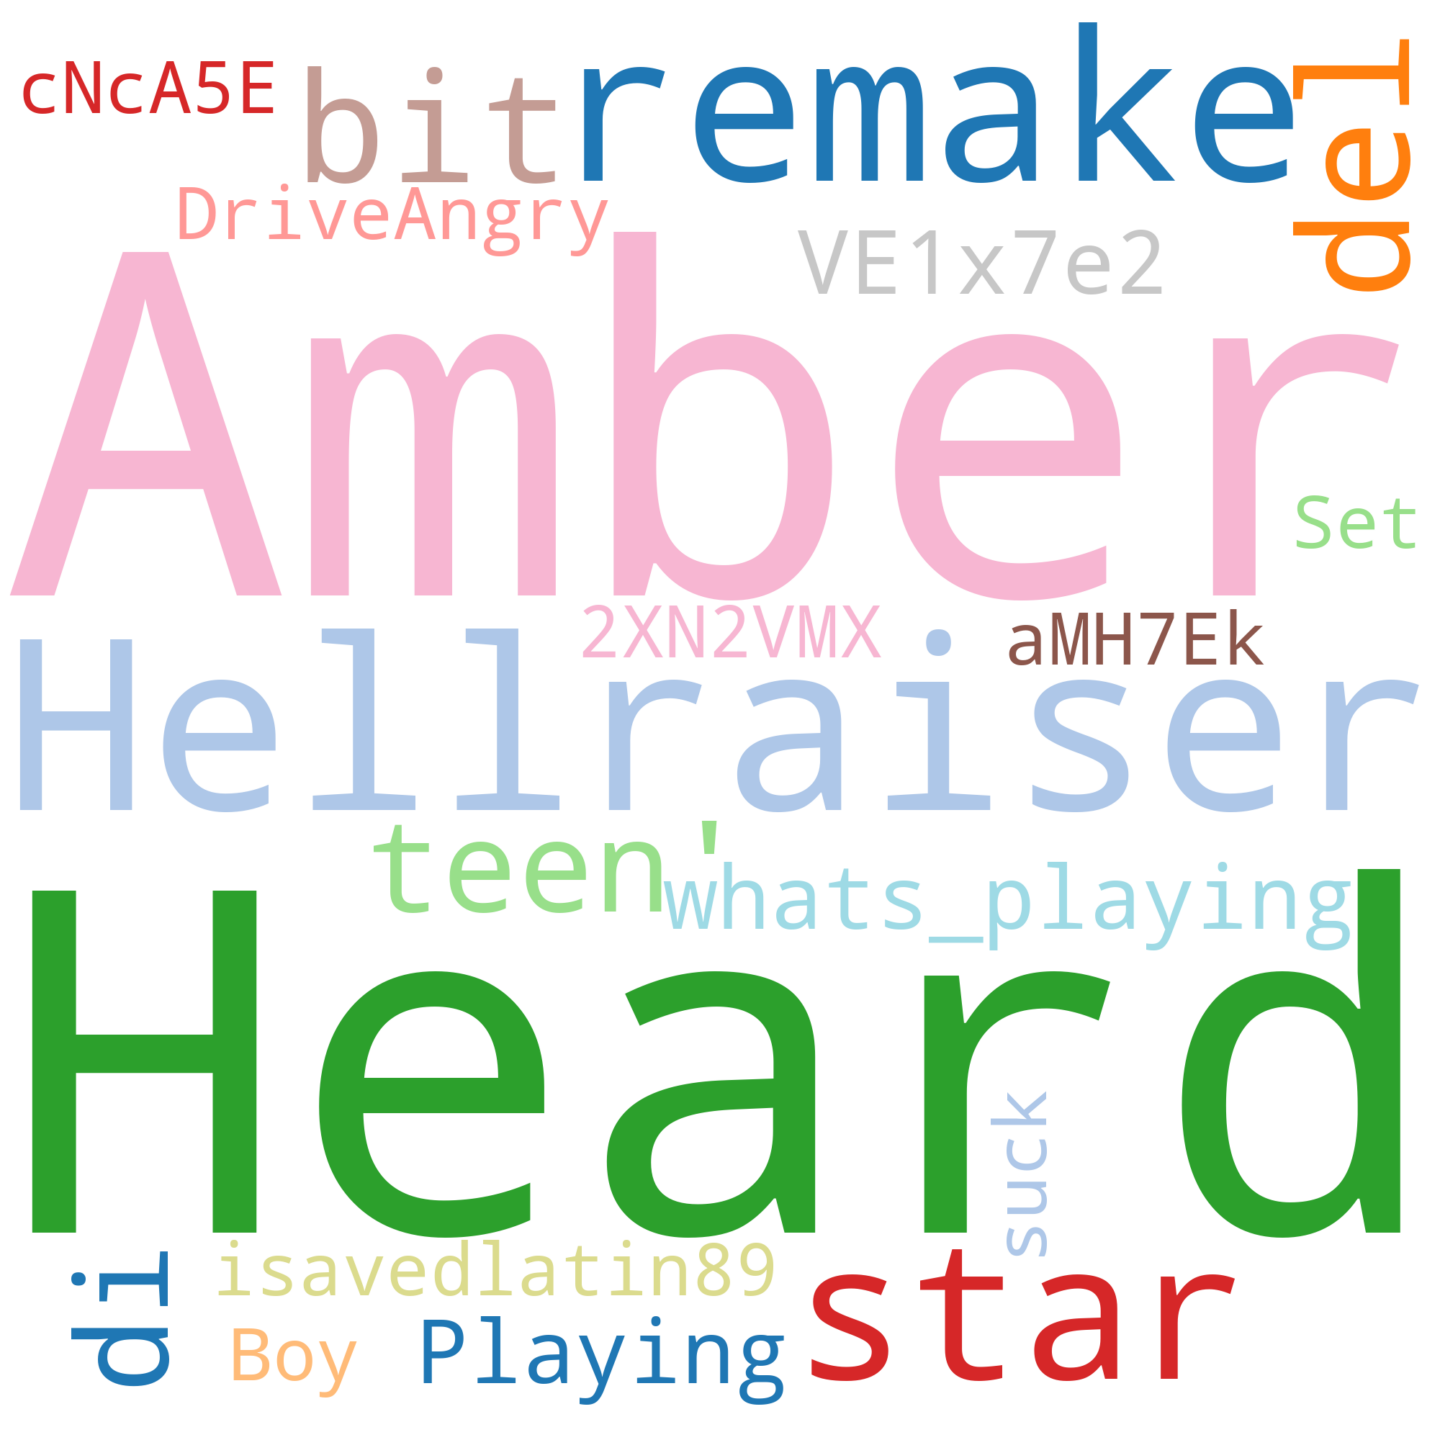 cNcA5E
bit
remake
del
DriveAngry
VE1x7e2
Amber
Set
2XN2VMX
aMH7Ek
Hellraiser
teen'
whats_playing
Heard
suck
di
isavedlatin89
star
Boy
Playing